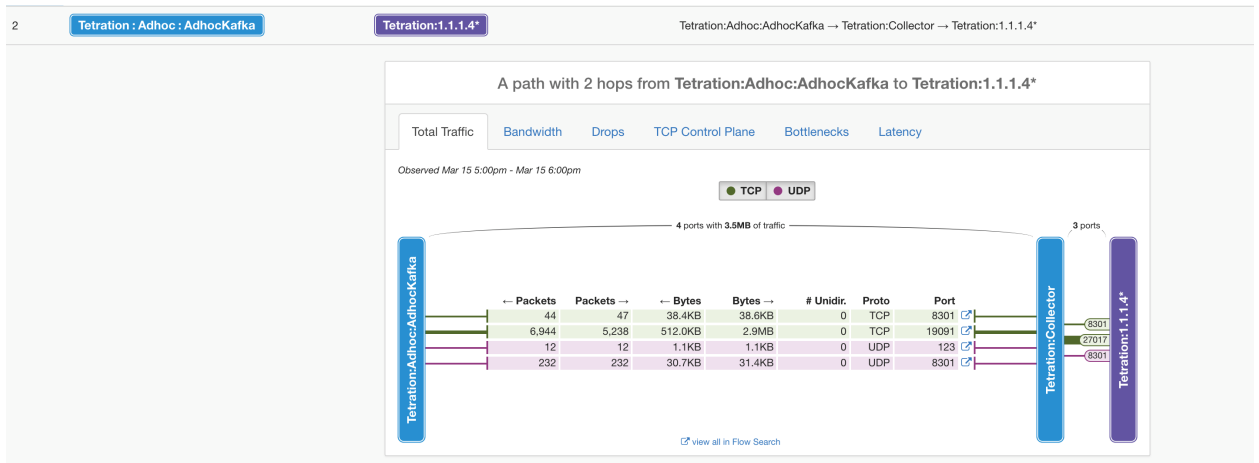 2 Tetration : Adhoc : AdhocKafka Tetration:1.1.1.4* Tetration:Adhoc:AdhocKafka → Tetration:Collector → Tetration:1.1.1.4*
A path with 2 hops from Tetration:Adhoc:AdhocKafka to Tetration:1.1.1.4*
Total Traffic Bandwidth Drops TCP Control Plane Bottlenecks Latency
Observed Mar 15 5:00pm - Mar 15 6:00pm
TCP UDP
4 ports with 3.5MB of traffic 3 ports
Tetration:Adhoc:AdhocKafka
← Packets Packets → ← Bytes Bytes → # Unidir. Proto Port
44 47 38.4KB 38.6KB 0 TCP 8301
6,944 5,238 512.0KB 2.9MB 0 TCP 19091
12 12 1.1KB 1.1KB 0 UDP 123
232 232 30.7KB 31.4KB 0 UDP 8301
Tetration:Collector
8301
27017
8301
Tetration:1.1.1.4*
view all in Flow Search